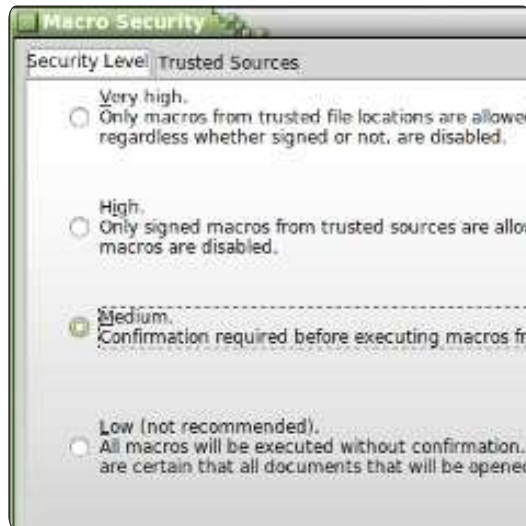 Macro Security
Security Level Trusted Sources
Very high.
Only macros from trusted file locations are allowe
regardless whether signed or not, are disabled.
High.
Only signed macros from trusted sources are allo
macros are disabled.
Medium.
Confirmation required before executing macros fr
Low (not recommended).
All macros will be executed without confirmation.
are certain that all documents that will be opened